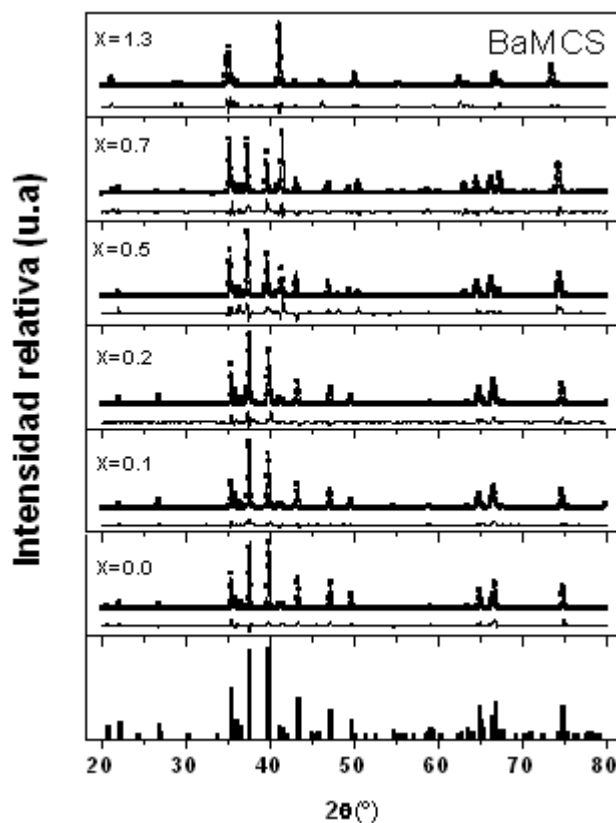 BaMCS
X=1.3
X=0.7
X=0.5
X=0.2
X=0.1
X=0.0
Intensidad relativa (u.a)
20 30 40 50 60 70 80
2θ(°)